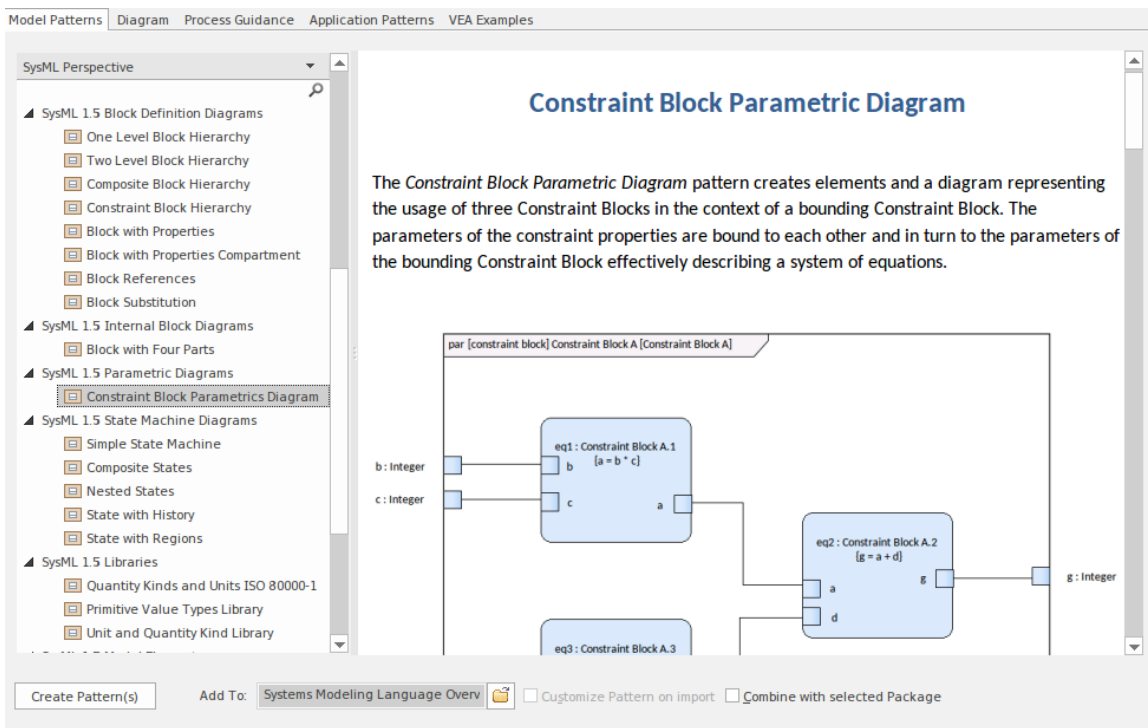 Model Patterns Diagram Process Guidance Application Patterns VEA Examples
SysML Perspective
SysML 1.5 Block Definition Diagrams
One Level Block Hierarchy
Two Level Block Hierarchy
Composite Block Hierarchy
Constraint Block Hierarchy
Block with Properties
Block with Properties Compartment
Block References
Block Substitution
SysML 1.5 Internal Block Diagrams
Block with Four Parts
SysML 1.5 Parametric Diagrams
Constraint Block Parametrics Diagram
SysML 1.5 State Machine Diagrams
Simple State Machine
Composite States
Nested States
State with History
State with Regions
SysML 1.5 Libraries
Quantity Kinds and Units ISO 80000-1
Primitive Value Types Library
Unit and Quantity Kind Library
Constraint Block Parametric Diagram
The Constraint Block Parametric Diagram pattern creates elements and a diagram representing
the usage of three Constraint Blocks in the context of a bounding Constraint Block. The
parameters of the constraint properties are bound to each other and in turn to the parameters of
the bounding Constraint Block effectively describing a system of equations.
par [constraint block] Constraint Block A [Constraint Block A]
eq1 : Constraint Block A.1
{a = b * c}
b : Integer
b
c : Integer
c
a
eq2 : Constraint Block A.2
{g = a + d}
a
g
g : Integer
d
eq3 : Constraint Block A.3
Create Pattern(s) Add To: Systems Modeling Language Overv Customize Pattern on import Combine with selected Package